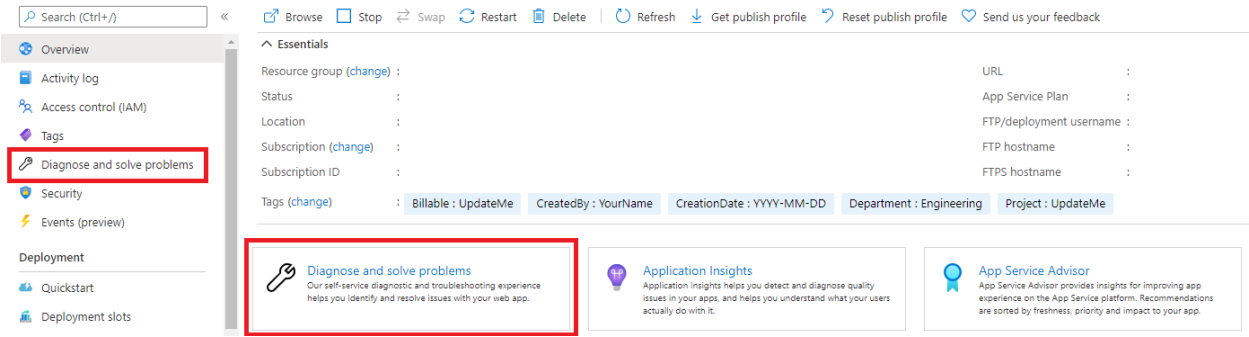 Search (Ctrl+/)
«
Browse Stop Swap Restart Delete Refresh Get publish profile Reset publish profile Send us your feedback
Overview
Activity log
Access control (IAM)
Tags
Diagnose and solve problems
Security
Events (preview)
Deployment
Quickstart
Deployment slots
Essentials
Resource group (change) :
Status :
Location :
Subscription (change) :
Subscription ID :
URL :
App Service Plan :
FTP/deployment username :
FTP hostname :
FTPS hostname :
Tags (change) : Billable : UpdateMe CreatedBy : YourName CreationDate : YYYY-MM-DD Department : Engineering Project : UpdateMe
Diagnose and solve problems
Our self-service diagnostic and troubleshooting experience
helps you identify and resolve issues with your web app.
Application Insights
Application Insights helps you detect and diagnose quality
issues in your apps, and helps you understand what your users
actually do with it.
App Service Advisor
App Service Advisor provides insights for improving app
experience on the App Service platform. Recommendations
are sorted by freshness, priority and impact to your app.